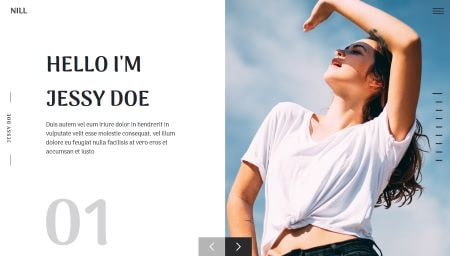 NILL
HELLO I'M
JESSY DOE
JESSY DOE
Duis autem vel eum iriure dolor in hendrerit in
vulputate velit esse molestie consequat, vel illum
dolore eu feugiat nulla facilisis at vero eros et
accumsan et iusto
01